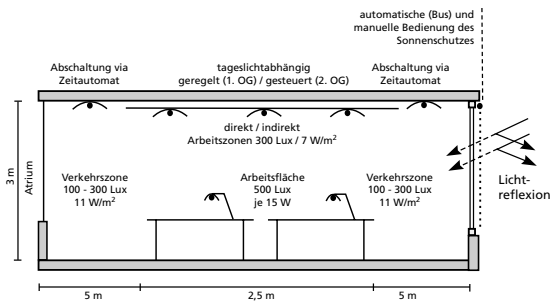 automatische (Bus) und
manuelle Bedienung des
Sonnenschutzes
Abschaltung via
Zeitautomat
tageslichtabhängig
geregelt (1. OG) / gesteuert (2. OG)
Abschaltung via
Zeitautomat
direkt / indirekt
Arbeitszonen 300 Lux / 7 W/m²
3 m
Atrium
Verkehrszone
100 - 300 Lux
11 W/m²
Arbeitsfläche
500 Lux
je 15 W
Verkehrszone
100 - 300 Lux
11 W/m²
Licht-
reflexion
5 m
2,5 m
5 m